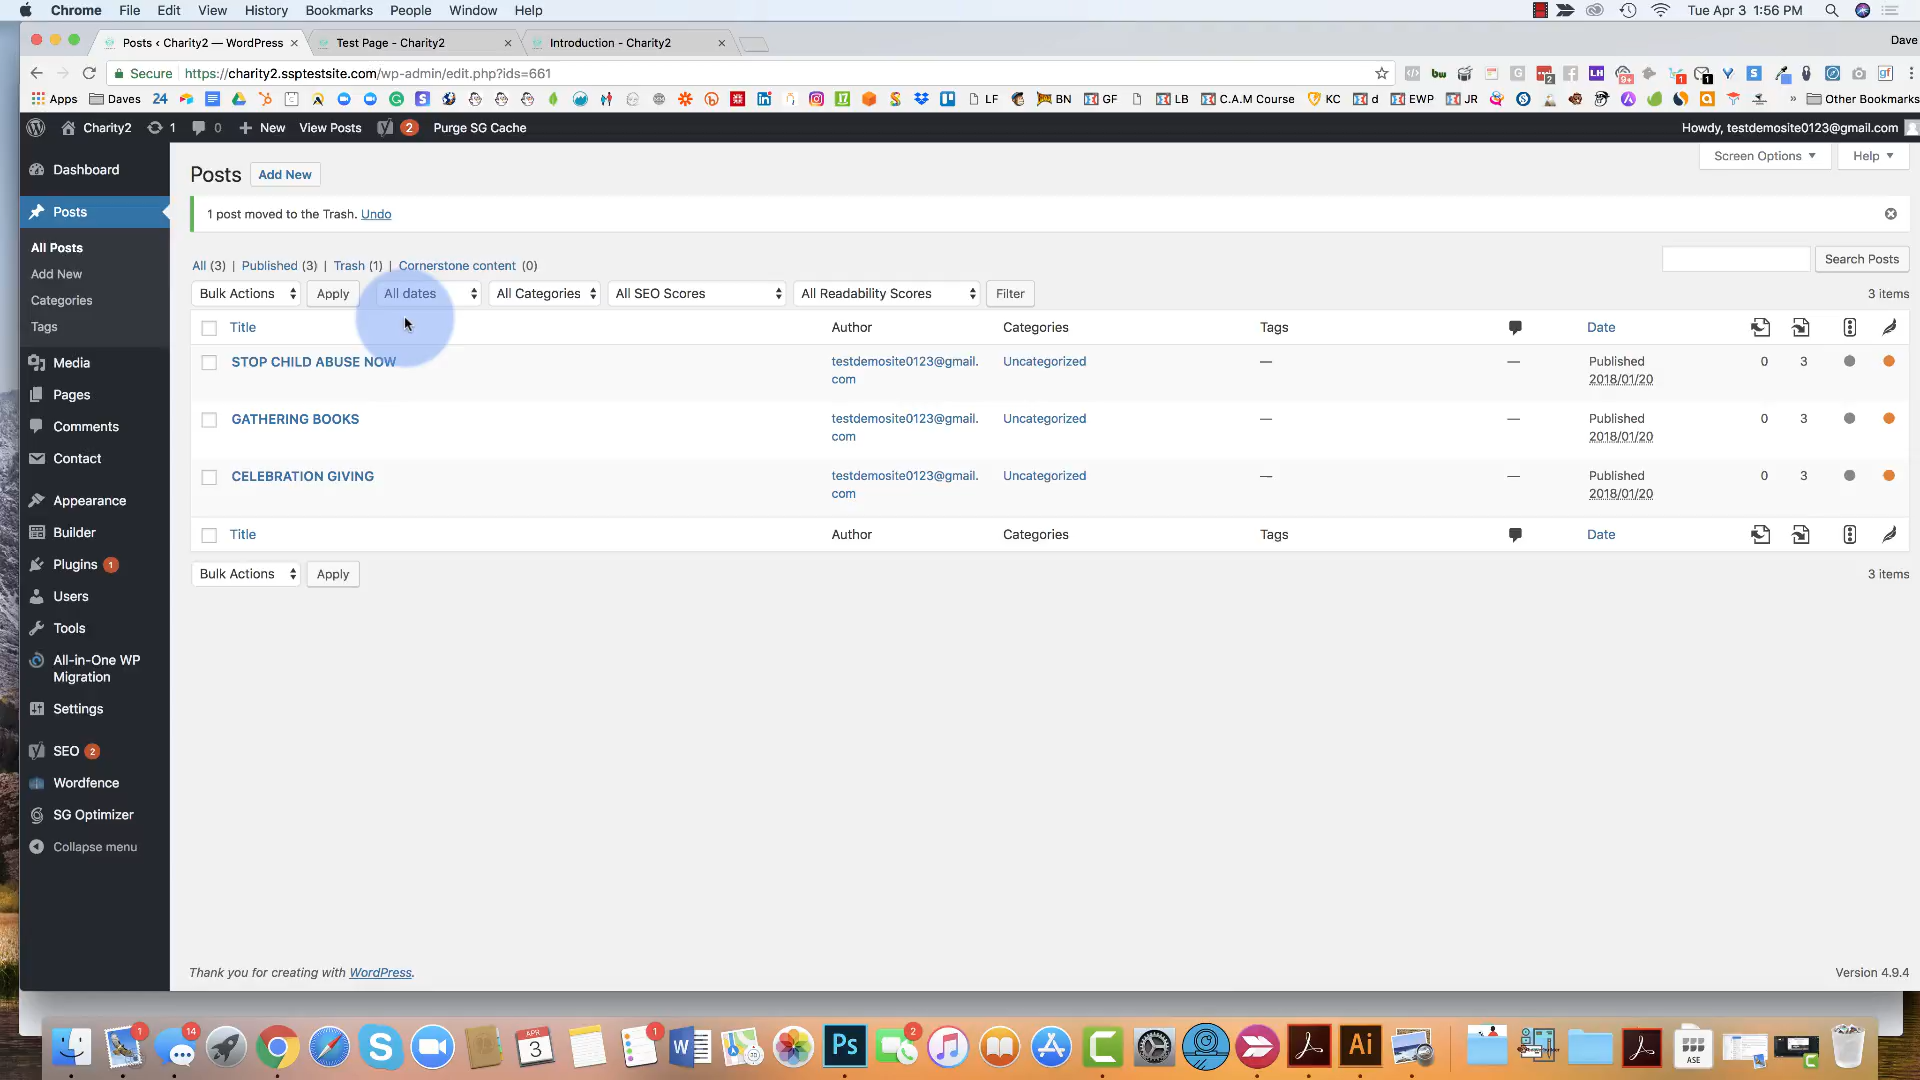 Chrome File Edit View History Bookmarks People Window Help Tue Apr 3 1:56 PM
Posts ‹ Charity2 — WordPress Test Page - Charity2 Introduction - Charity2 Dave
Secure https://charity2.ssptestsite.com/wp-admin/edit.php?ids=661
Apps Daves 24 LF BN GF LB C.A.M Course KC d EWP JR » Other Bookmarks
Charity2 1 0 New View Posts 2 Purge SG Cache Howdy, testdemosite0123@gmail.com
Screen Options Help
Dashboard
Posts
All Posts
Add New
Categories
Tags
Media
Pages
Comments
Contact
Appearance
Builder
Plugins 1
Users
Tools
All-in-One WP
Migration
Settings
SEO 2
Wordfence
SG Optimizer
Collapse menu
Posts Add New
1 post moved to the Trash. Undo
All (3) | Published (3) | Trash (1) | Cornerstone content (0)
Search Posts
Bulk Actions Apply All dates All Categories All SEO Scores All Readability Scores Filter 3 items
Title Author Categories Tags Date
STOP CHILD ABUSE NOW testdemosite0123@gmail. Uncategorized — — Published 0 3
com 2018/01/20
GATHERING BOOKS testdemosite0123@gmail. Uncategorized — — Published 0 3
com 2018/01/20
CELEBRATION GIVING testdemosite0123@gmail. Uncategorized — — Published 0 3
com 2018/01/20
Title Author Categories Tags Date
Bulk Actions Apply 3 items
Thank you for creating with WordPress. Version 4.9.4
1 14 APR 3 1 W Ps 2 Ai ASE